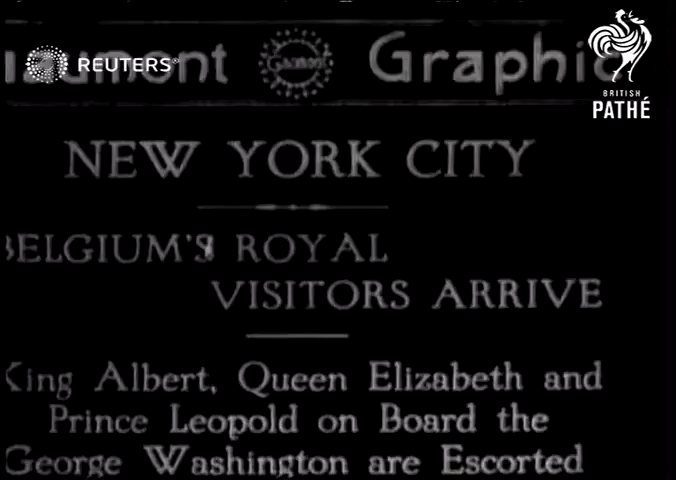 Gaumont Graphic
REUTERS
BRITISH
PATHÉ
NEW YORK CITY
BELGIUM'S ROYAL
VISITORS ARRIVE
King Albert, Queen Elizabeth and
Prince Leopold on Board the
George Washington are Escorted